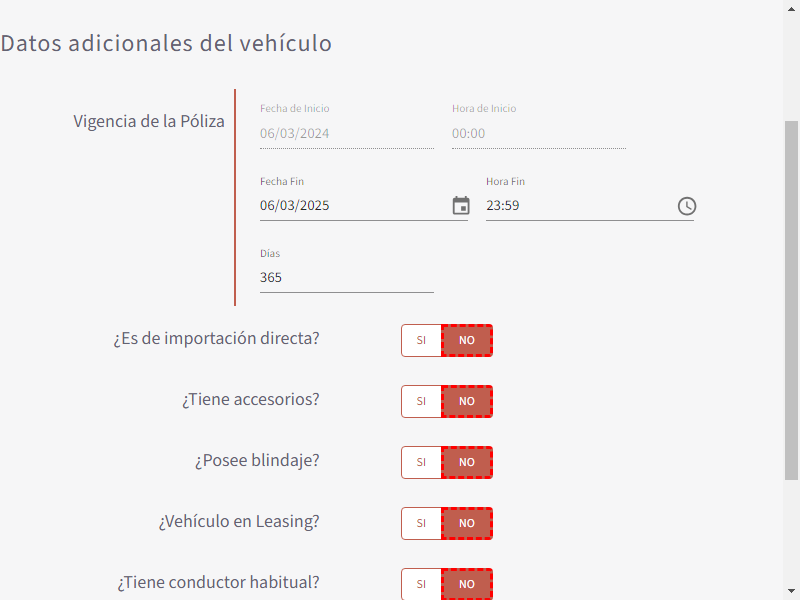 Datos adicionales del vehículo
Vigencia de la Póliza
Fecha de Inicio
Hora de Inicio
06/03/2024
00:00
Fecha Fin
Hora Fin
06/03/2025
23:59
Días
365
¿Es de importación directa?
SI
NO
¿Tiene accesorios?
SI
NO
¿Posee blindaje?
SI
NO
¿Vehículo en Leasing?
SI
NO
¿Tiene conductor habitual?
SI
NO